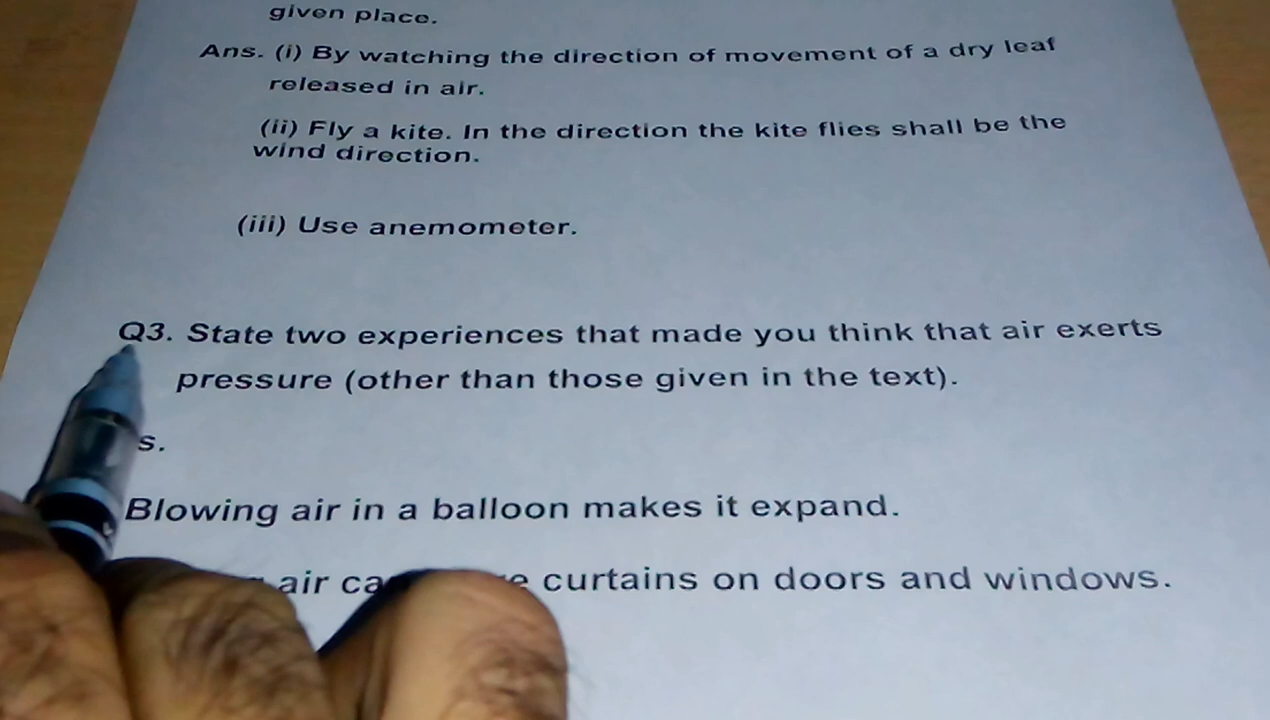 given place.
Ans. (i) By watching the direction of movement of a dry leaf
released in air.
(ii) Fly a kite. In the direction the kite flies shall be the
wind direction.
(iii) Use anemometer.
Q3. State two experiences that made you think that air exerts
pressure (other than those given in the text).
s.
Blowing air in a balloon makes it expand.
air curtains on doors and windows.